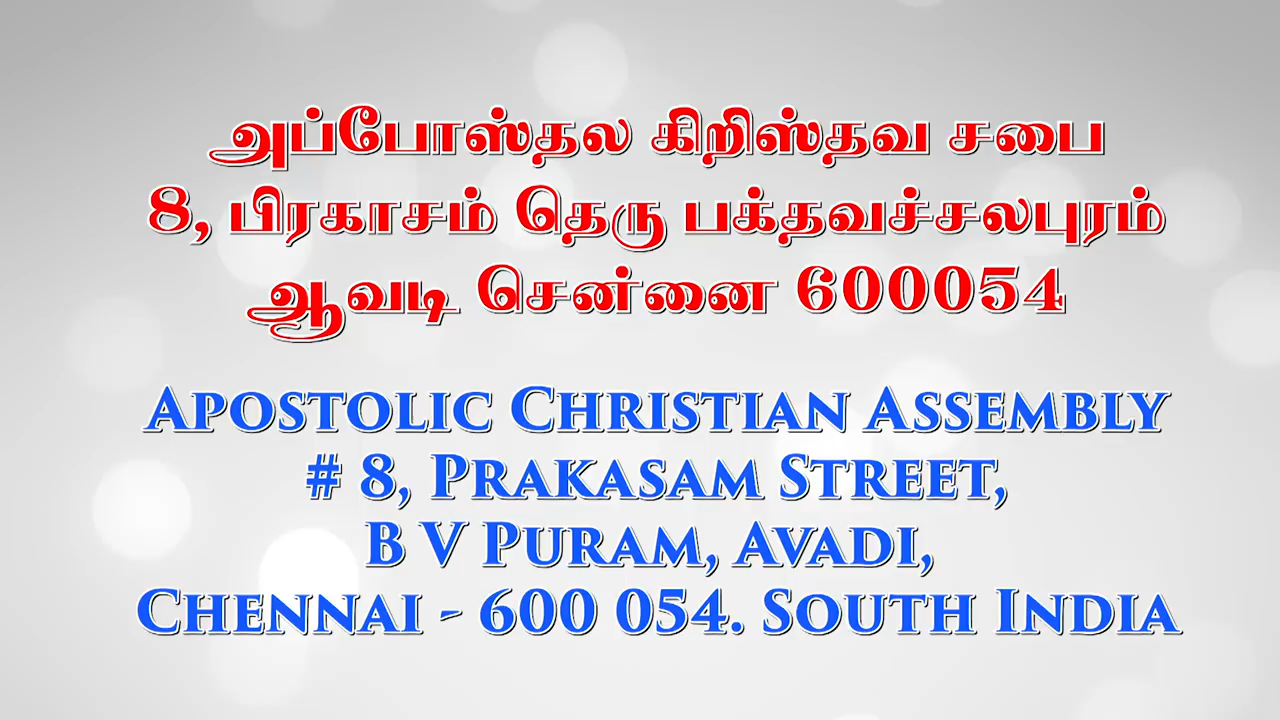 அப்போஸ்தல கிறிஸ்தவ சபை
8, பிரகாசம் தெரு பக்தவச்சலபுரம்
ஆவடி சென்னை 600054
Apostolic Christian Assembly
# 8, Prakasam Street,
B V Puram, Avadi,
Chennai - 600 054. South India